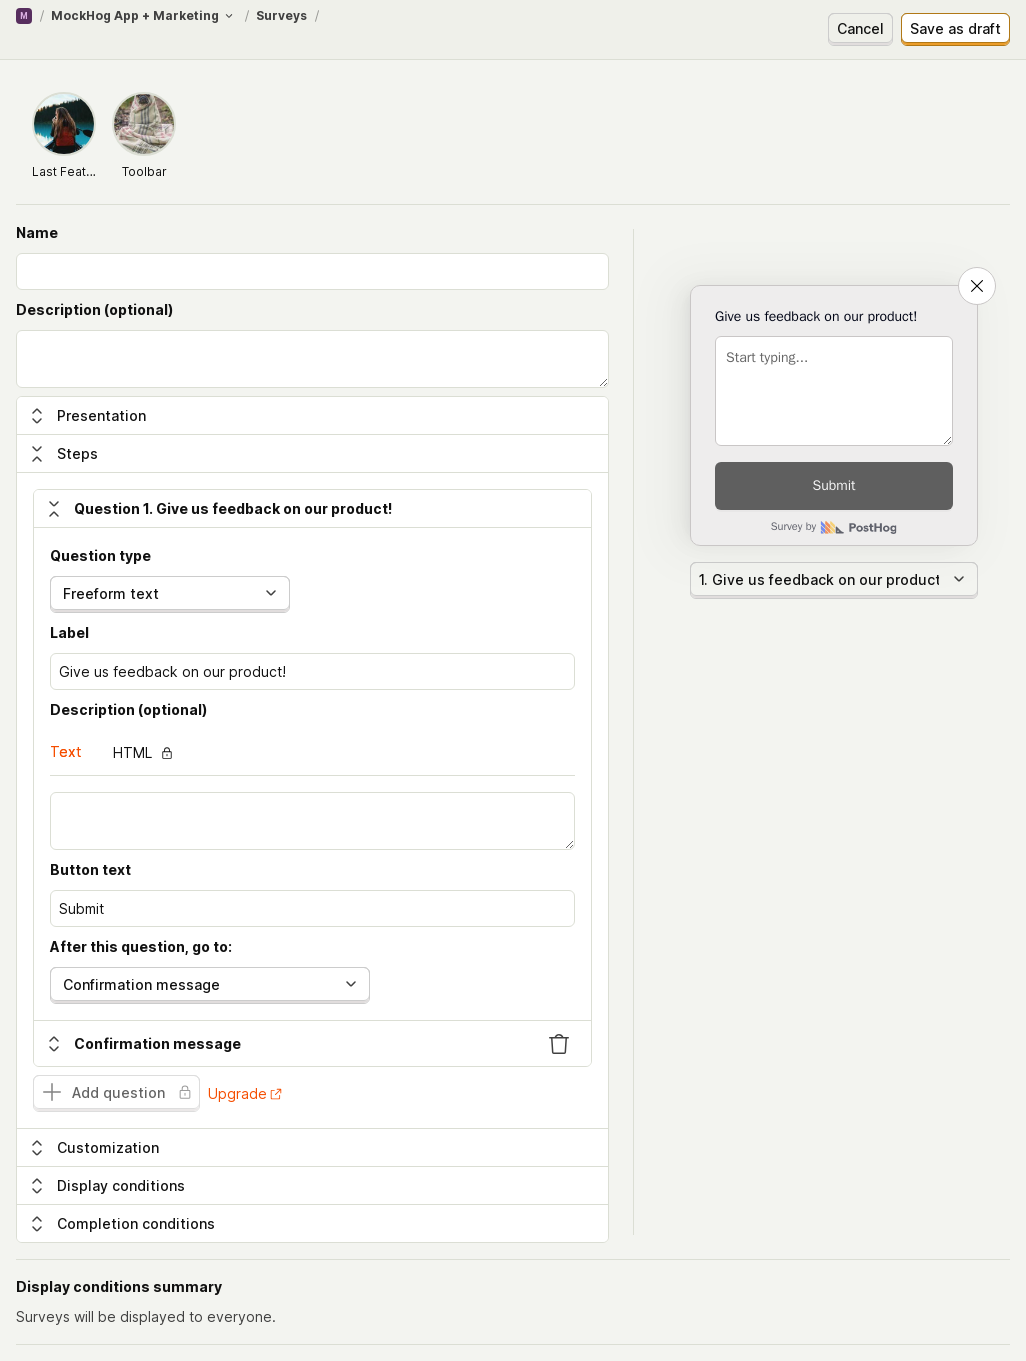 M / MockHog App + Marketing / Surveys /
Cancel
Save as draft
Last Feat...
Toolbar
Name
Description (optional)
Presentation
Steps
Question 1. Give us feedback on our product!
Question type
Freeform text
Label
Give us feedback on our product!
Description (optional)
Text
HTML
Button text
Submit
After this question, go to:
Confirmation message
Confirmation message
Add question
Upgrade
Customization
Display conditions
Completion conditions
Give us feedback on our product!
Start typing...
Submit
Survey by PostHog
1. Give us feedback on our product
Display conditions summary
Surveys will be displayed to everyone.